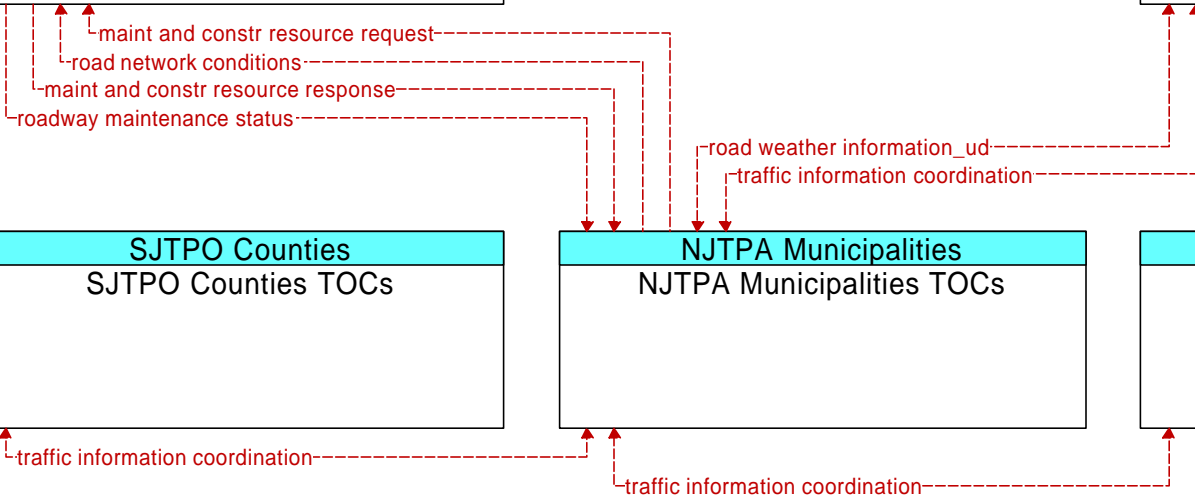 maint and constr resource request
road network conditions
maint and constr resource response
roadway maintenance status
road weather information_ud
traffic information coordination
SJTPO Counties
SJTPO Counties TOCs
NJTPA Municipalities
NJTPA Municipalities TOCs
traffic information coordination
traffic information coordination